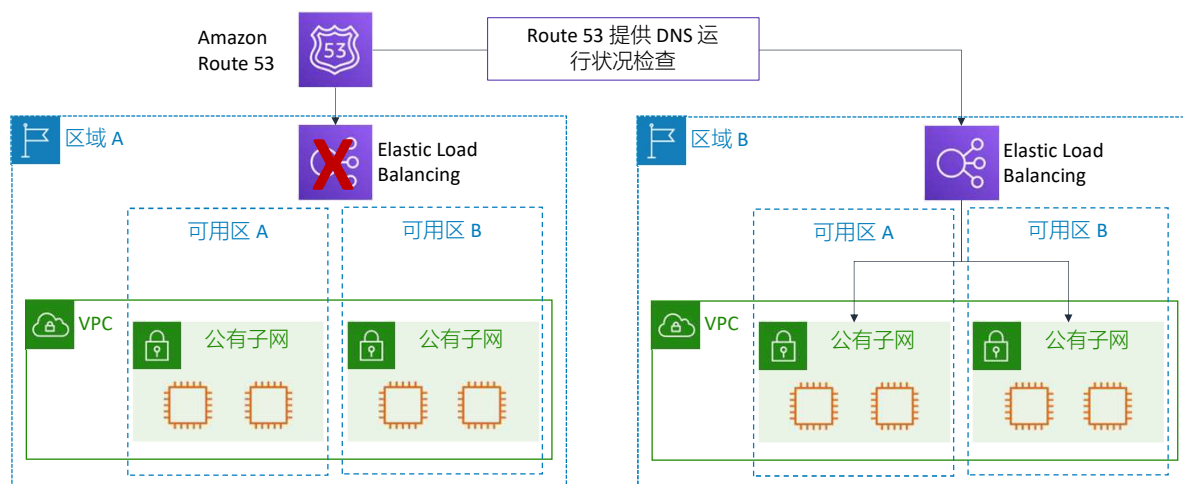 Amazon
Route 53
53
Route 53 提供 DNS 运
行状况检查
区域 A
Elastic Load
Balancing
X
可用区 A
可用区 B
VPC
公有子网
公有子网
区域 B
Elastic Load
Balancing
可用区 A
可用区 B
VPC
公有子网
公有子网